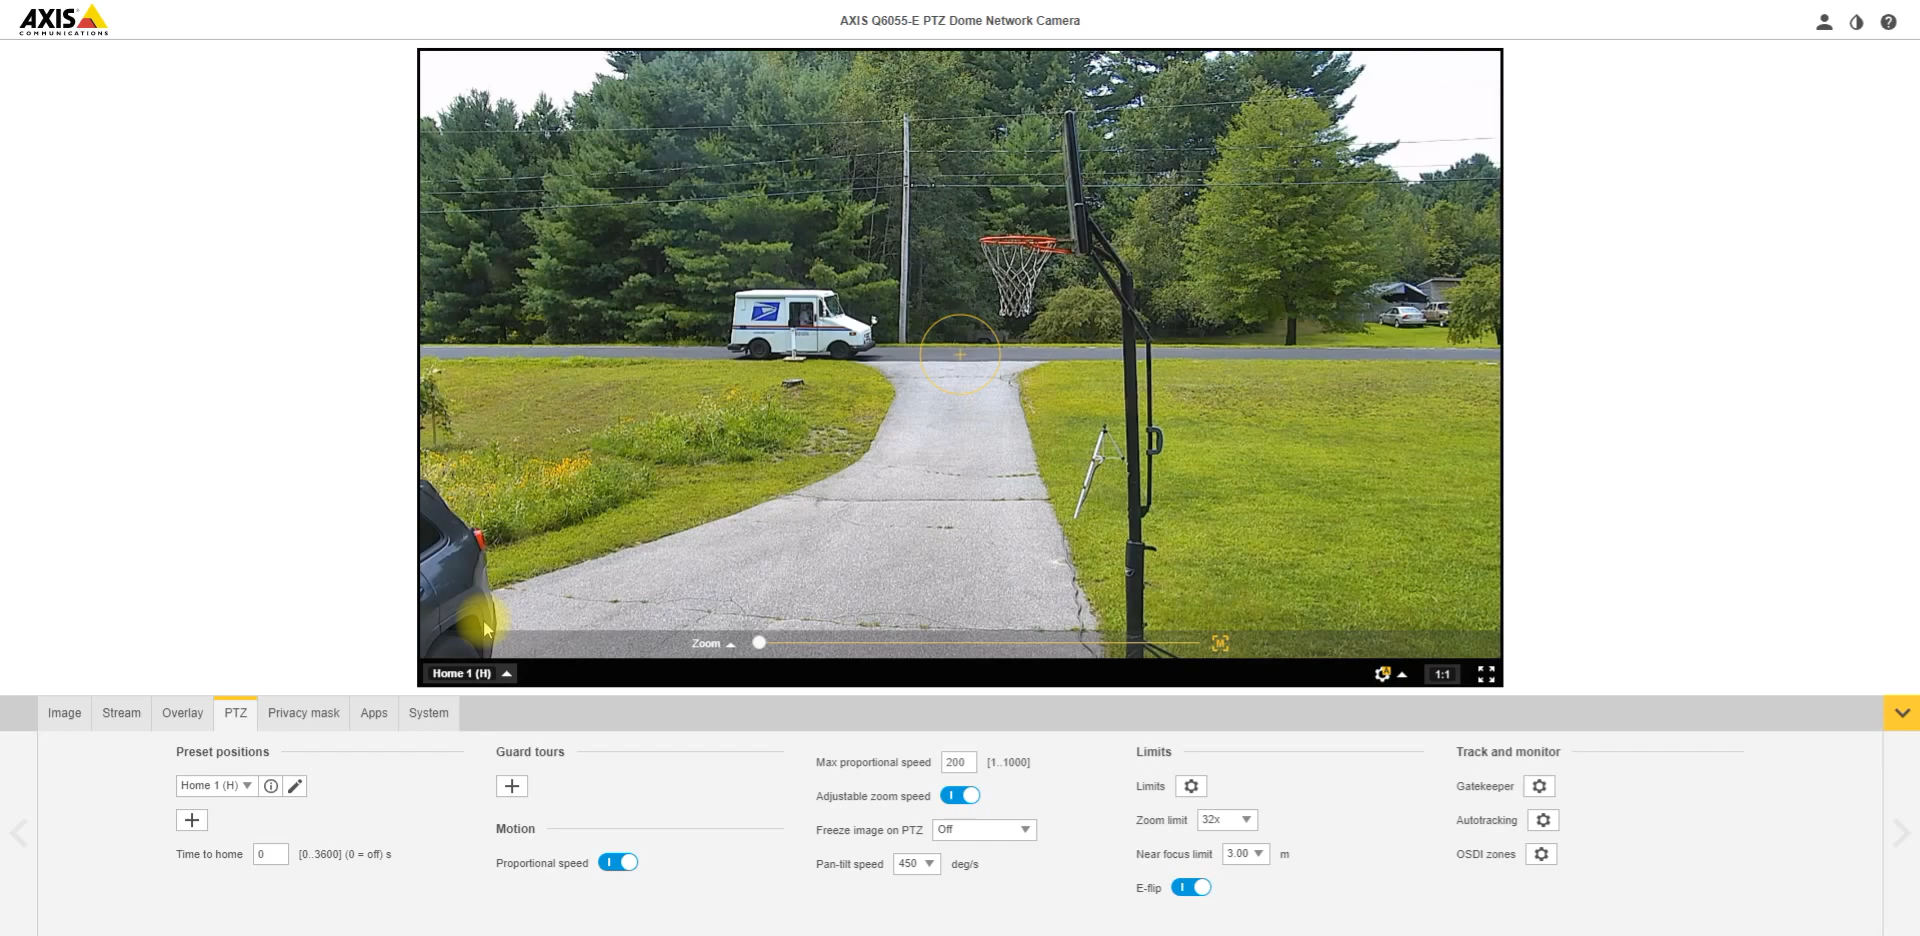 AXIS
COMMUNICATIONS
AXIS Q6055-E PTZ Dome Network Camera
Zoom
M
Home 1 (H)
A
1:1
Image
Stream
Overlay
PTZ
Privacy mask
Apps
System
Preset positions
Home 1 (H)
Time to home 0 [0..3600] (0 = off) s
Guard tours
Motion
Proportional speed
Max proportional speed 200 [1..1000]
Adjustable zoom speed
Freeze image on PTZ Off
Pan-tilt speed 450 deg/s
Limits
Limits
Zoom limit 32x
Near focus limit 3.00 m
E-flip
Track and monitor
Gatekeeper
Autotracking
OSDI zones